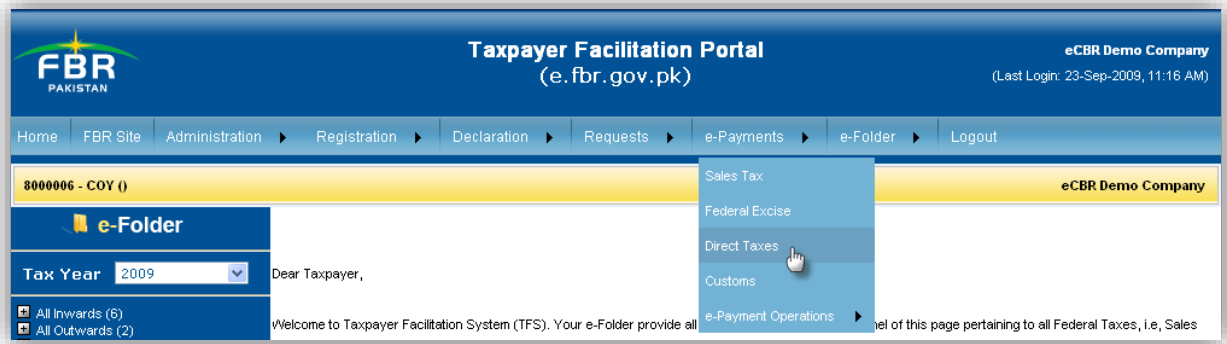 FBR
PAKISTAN
Taxpayer Facilitation Portal
(e.fbr.gov.pk)
eCBR Demo Company
(Last Login: 23-Sep-2009, 11:16 AM)
Home FBR Site Administration Registration Declaration Requests e-Payments e-Folder Logout
8000006 - COY ()
eCBR Demo Company
Sales Tax
Federal Excise
Direct Taxes
Customs
e-Payment Operations
e-Folder
Tax Year 2009
All Inwards (6)
All Outwards (2)
Dear Taxpayer,
Welcome to Taxpayer Facilitation System (TFS). Your e-Folder provide all
of this page pertaining to all Federal Taxes, i.e, Sales